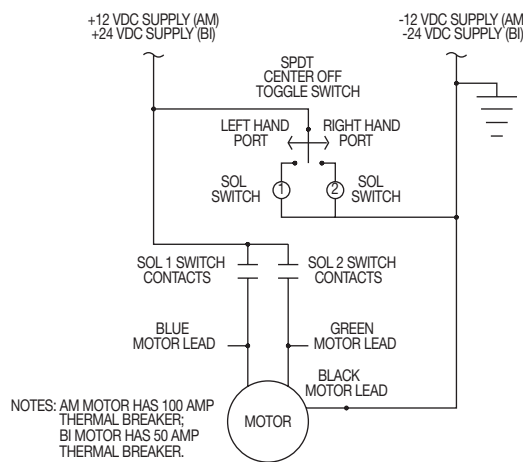 +12 VDC SUPPLY (AM)
+24 VDC SUPPLY (BI)
-12 VDC SUPPLY (AM
-24 VDC SUPPLY (BI)
SPDT
CENTER OFF
TOGGLE SWITCH
LEFT HAND
PORT
RIGHT HAND
PORT
SOL
SWITCH
1
2
SOL
SWITCH
SOL 1 SWITCH
CONTACTS
SOL 2 SWITCH
CONTACTS
BLUE
MOTOR LEAD
GREEN
MOTOR LEAD
BLACK
MOTOR LEAD
NOTES: AM MOTOR HAS 100 AMP
THERMAL BREAKER;
BI MOTOR HAS 50 AMP
THERMAL BREAKER.
MOTOR